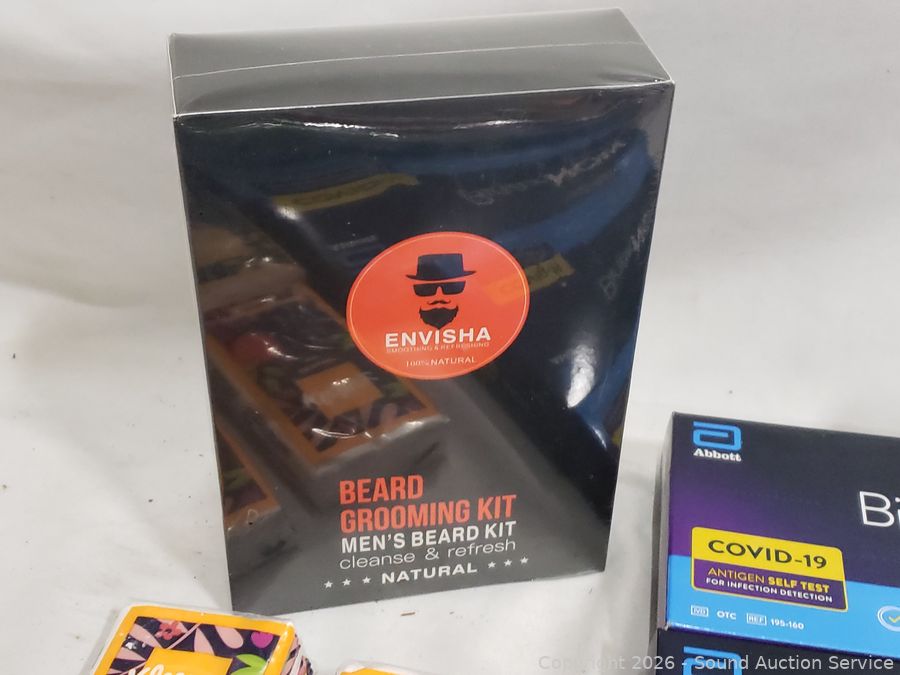 ENVISHA
SMOOTHING & REFRESHING
100% NATURAL
BEARD
GROOMING KIT
MEN'S BEARD KIT
cleanse & refresh
NATURAL
Abbott
COVID-19
ANTIGEN SELF TEST
FOR INFECTION DETECTION
IVD OTC REF 195-160
Copyright 2026 - Sound Auction Service